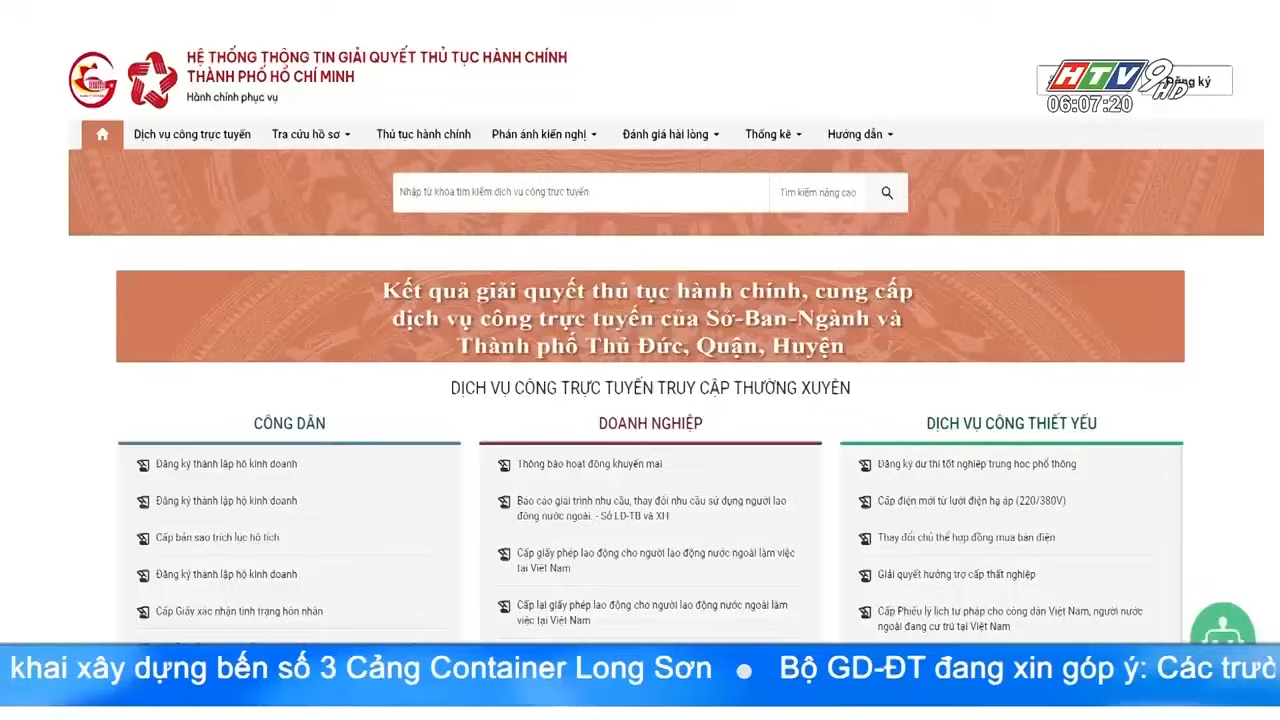 HỆ THỐNG THÔNG TIN GIẢI QUYẾT THỦ TỤC HÀNH CHÍNH
THÀNH PHỐ HỒ CHÍ MINH
Hành chính phục vụ
HTV9 HD
06:07:20
Đăng ký
Dịch vụ công trực tuyến
Tra cứu hồ sơ
Thủ tục hành chính
Phản ánh kiến nghị
Đánh giá hài lòng
Thống kê
Hướng dẫn
Nhập từ khóa tìm kiếm dịch vụ công trực tuyến
Tìm kiếm nâng cao
Kết quả giải quyết thủ tục hành chính, cung cấp
dịch vụ công trực tuyến của Sở-Ban-Ngành và
Thành phố Thủ Đức, Quận, Huyện
DỊCH VỤ CÔNG TRỰC TUYẾN TRUY CẬP THƯỜNG XUYÊN
CÔNG DÂN
Đăng ký thành lập hộ kinh doanh
Đăng ký thành lập hộ kinh doanh
Cấp bản sao trích lục hộ tịch
Đăng ký thành lập hộ kinh doanh
Cấp Giấy xác nhận tình trạng hôn nhân
DOANH NGHIỆP
Thông báo hoạt động khuyến mại
Báo cáo giải trình nhu cầu, thay đổi nhu cầu sử dụng người lao
động nước ngoài. - Sở LĐ-TB và XH
Cấp giấy phép lao động cho người lao động nước ngoài làm việc
tại Việt Nam
Cấp lại giấy phép lao động cho người lao động nước ngoài làm
việc tại Việt Nam
DỊCH VỤ CÔNG THIẾT YẾU
Đăng ký dự thi tốt nghiệp trung học phổ thông
Cấp điện mới từ lưới điện hạ áp (220/380V)
Thay đổi chủ thể hợp đồng mua bán điện
Giải quyết hưởng trợ cấp thất nghiệp
Cấp Phiếu lý lịch tư pháp cho công dân Việt Nam, người nước
ngoài đang cư trú tại Việt Nam
khai xây dựng bến số 3 Cảng Container Long Sơn ● Bộ GD-ĐT đang xin góp ý: Các trườ